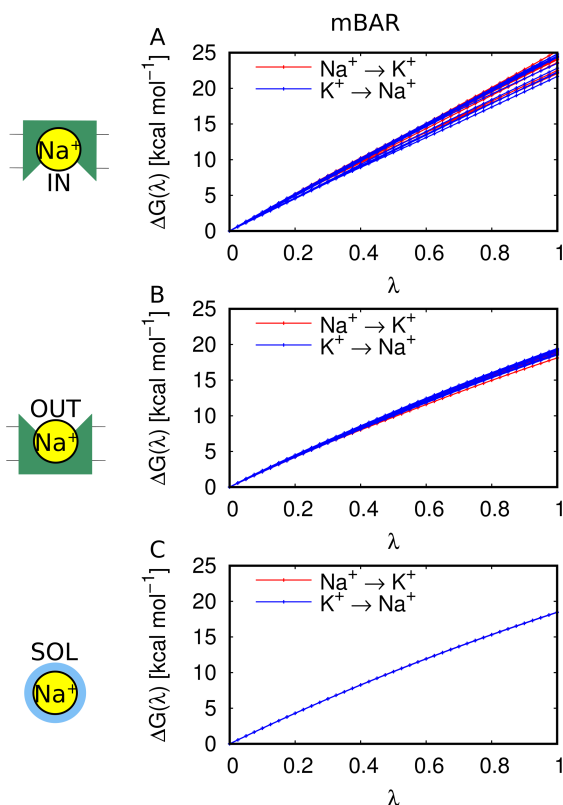 mBAR
A
25
20
15
10
5
0
ΔG(λ) [kcal mol⁻¹]
Na⁺ → K⁺
K⁺ → Na⁺
0 0.2 0.4 0.6 0.8 1
λ
Na⁺
IN
B
25
20
15
10
5
0
ΔG(λ) [kcal mol⁻¹]
Na⁺ → K⁺
K⁺ → Na⁺
0 0.2 0.4 0.6 0.8 1
λ
OUT
Na⁺
C
25
20
15
10
5
0
ΔG(λ) [kcal mol⁻¹]
Na⁺ → K⁺
K⁺ → Na⁺
0 0.2 0.4 0.6 0.8 1
λ
SOL
Na⁺